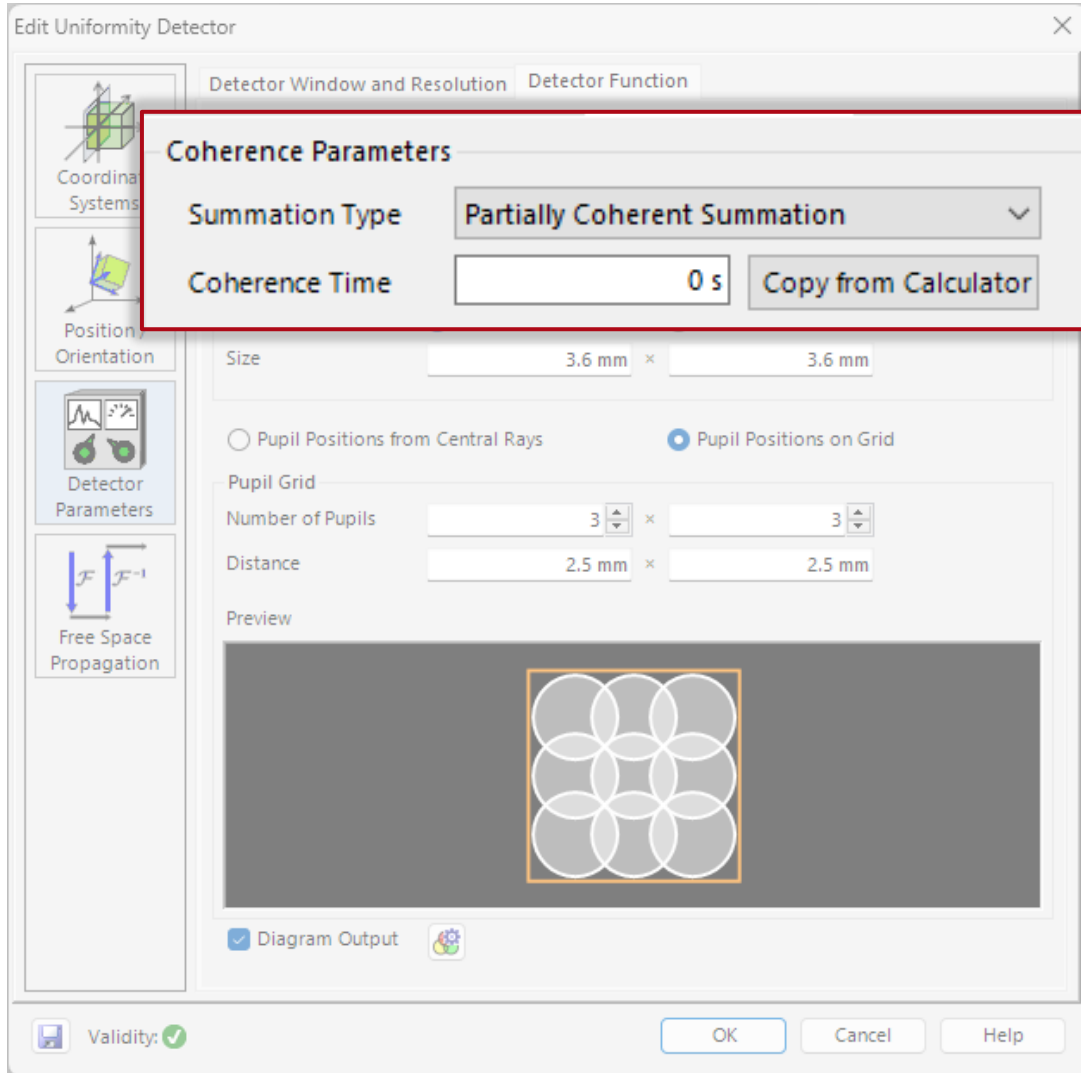 Edit Uniformity Detector
Detector Window and Resolution Detector Function
Coordina
Systems
Coherence Parameters
Summation Type Partially Coherent Summation
Coherence Time 0 s Copy from Calculator
Position /
Orientation
Size 3.6 mm × 3.6 mm
Pupil Positions from Central Rays Pupil Positions on Grid
Detector
Parameters
Pupil Grid
Number of Pupils 3 × 3
Distance 2.5 mm × 2.5 mm
ℱ ℱ⁻¹
Free Space
Propagation
Preview
Diagram Output
Validity:
OK Cancel Help